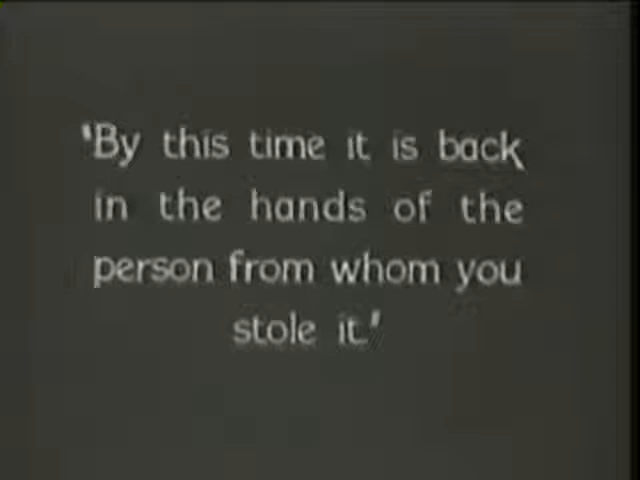 'By this time it is back
in the hands of the
person from whom you
stole it.'